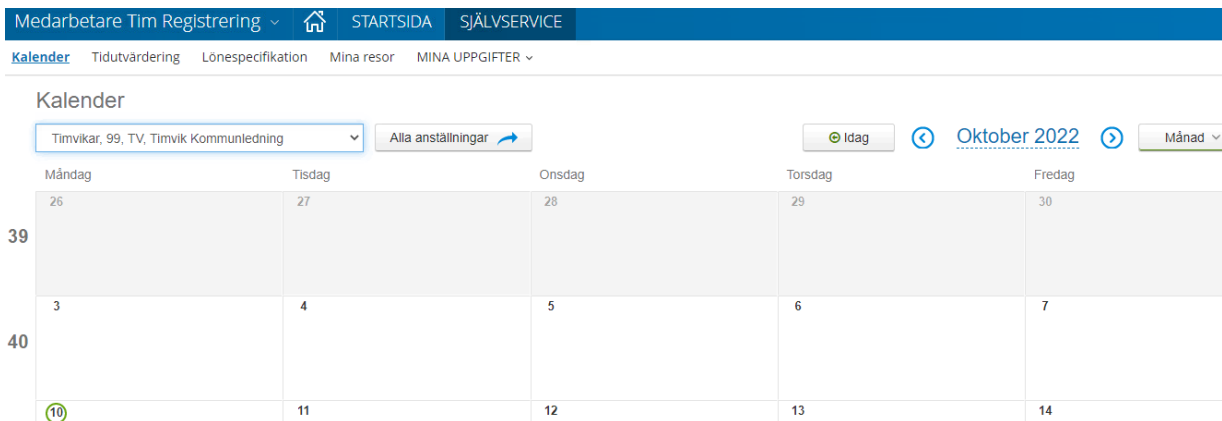 Medarbetare Tim Registrering STARTSIDA SJÄLVSERVICE
Kalender Tidutvärdering Lönespecifikation Mina resor MINA UPPGIFTER
Kalender
Timvikar, 99, TV, Timvik Kommunledning Alla anställningar Idag Oktober 2022 Månad
Måndag Tisdag Onsdag Torsdag Fredag
26 27 28 29 30
39
3 4 5 6 7
40
10 11 12 13 14